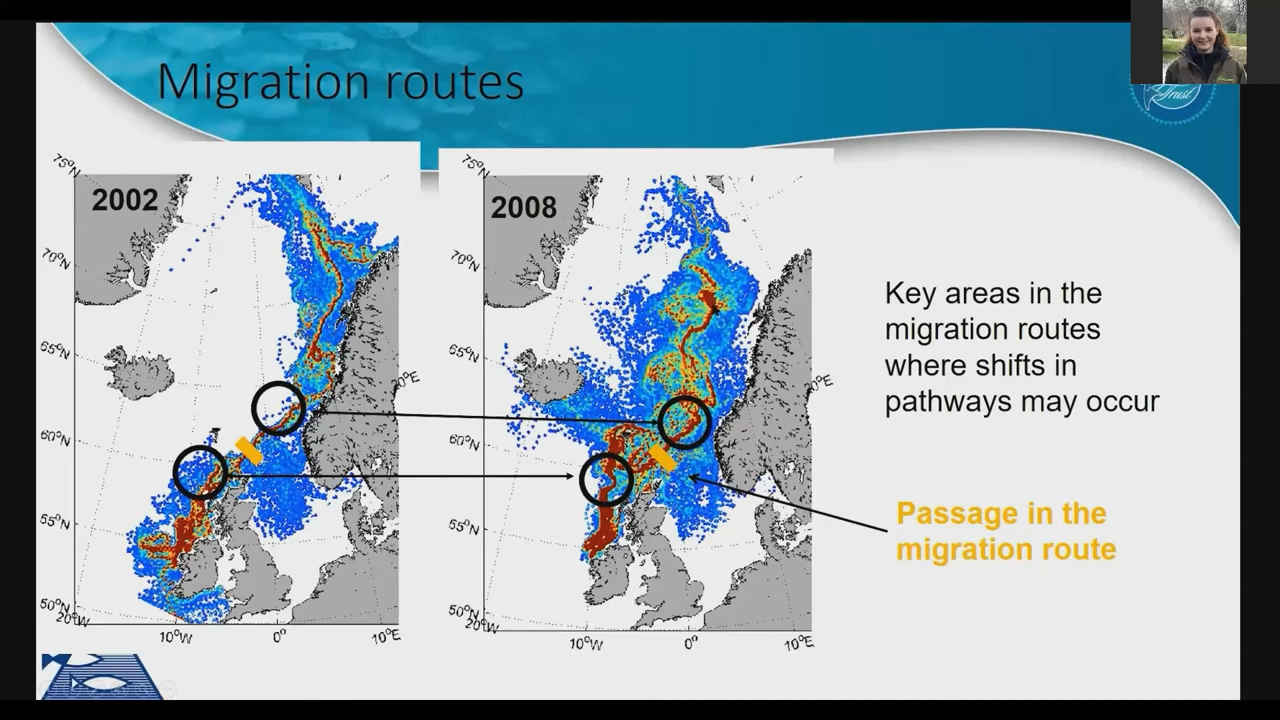 Migration routes
Trust
2002
75°N
70°N
65°N
60°N
55°N
50°N
20°W
10°W
0°
10°E
20°E
2008
75°N
70°N
65°N
60°N
55°N
50°N
20°W
10°W
0°
10°E
20°E
Key areas in the
migration routes
where shifts in
pathways may occur
Passage in the
migration route